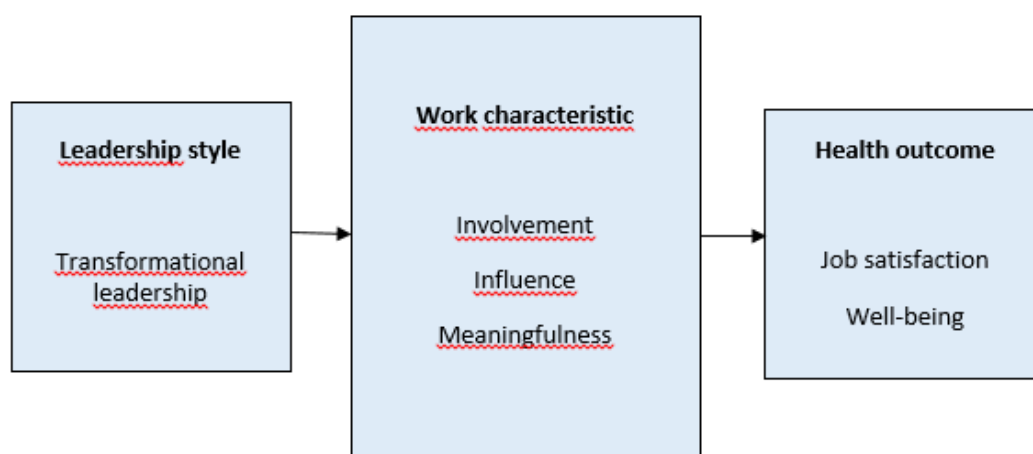 Leadership style
Transformational
leadership
Work characteristic
Involvement
Influence
Meaningfulness
Health outcome
Job satisfaction
Well-being